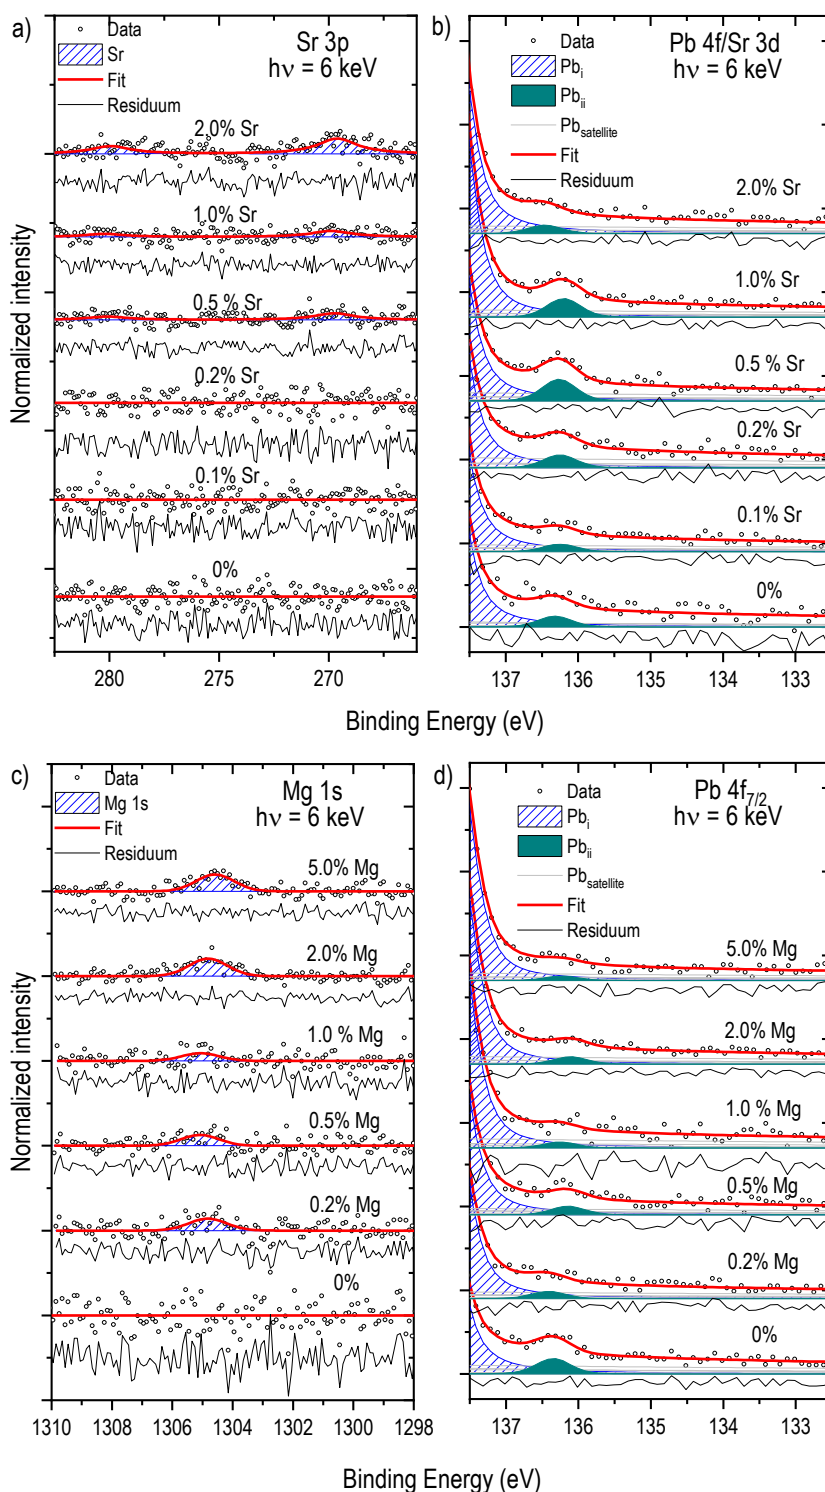 a)
Data
Sr
Fit
Residuum
Sr 3p
hν = 6 keV
2.0% Sr
1.0% Sr
0.5 % Sr
0.2% Sr
0.1% Sr
0%
280
275
270
Normalized intensity
b)
Data
Pbi
Pbii
Pbsatellite
Fit
Residuum
Pb 4f/Sr 3d
hν = 6 keV
2.0% Sr
1.0% Sr
0.5 % Sr
0.2% Sr
0.1% Sr
0%
137
136
135
134
133
Binding Energy (eV)
c)
Data
Mg 1s
Fit
Residuum
Mg 1s
hν = 6 keV
5.0% Mg
2.0% Mg
1.0 % Mg
0.5% Mg
0.2% Mg
0%
1310
1308
1306
1304
1302
1300
1298
Normalized intensity
d)
Data
Pbi
Pbii
Pbsatellite
Fit
Residuum
Pb 4f7/2
hν = 6 keV
5.0% Mg
2.0% Mg
1.0 % Mg
0.5% Mg
0.2% Mg
0%
137
136
135
134
133
Binding Energy (eV)